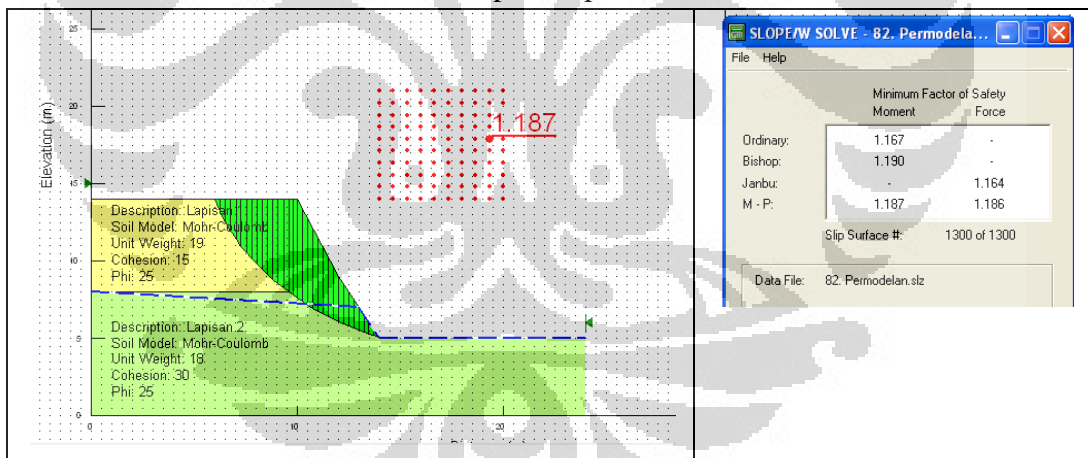 25
20
15
10
5
0
Elevation (m)
1.187
Description: Lapisan
Soil Model: Mohr-Coulomb
Unit Weight: 19
Cohesion: 15
Phi: 25
Description: Lapisan 2
Soil Model: Mohr-Coulomb
Unit Weight: 18
Cohesion: 30
Phi: 25
0 10 20
SLOPE/W SOLVE - 82. Permodela...
File Help
Minimum Factor of Safety
Moment Force
Ordinary: 1.167 -
Bishop: 1.190 -
Janbu: - 1.164
M - P: 1.187 1.186
Slip Surface #: 1300 of 1300
Data File: 82. Permodelan.slz